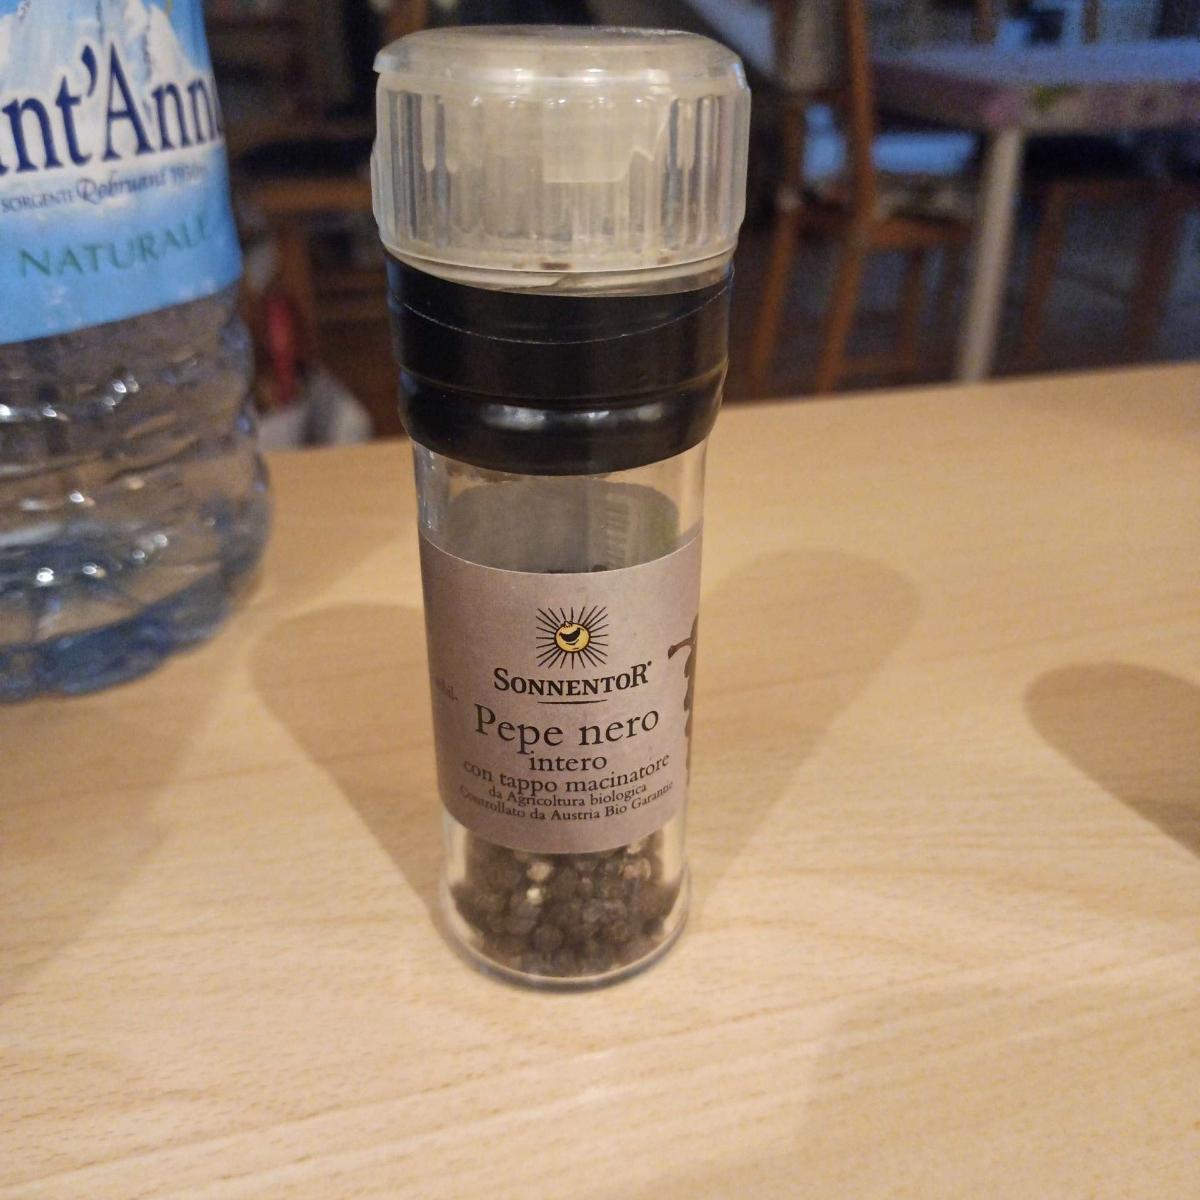 nt'Ann
SORGENTE Rebruant 1950m
NATURALE
SONNENTOR
Pepe nero
intero
con tappo macinatore
da Agricoltura biologica
Controllato da Austria Bio Garantie